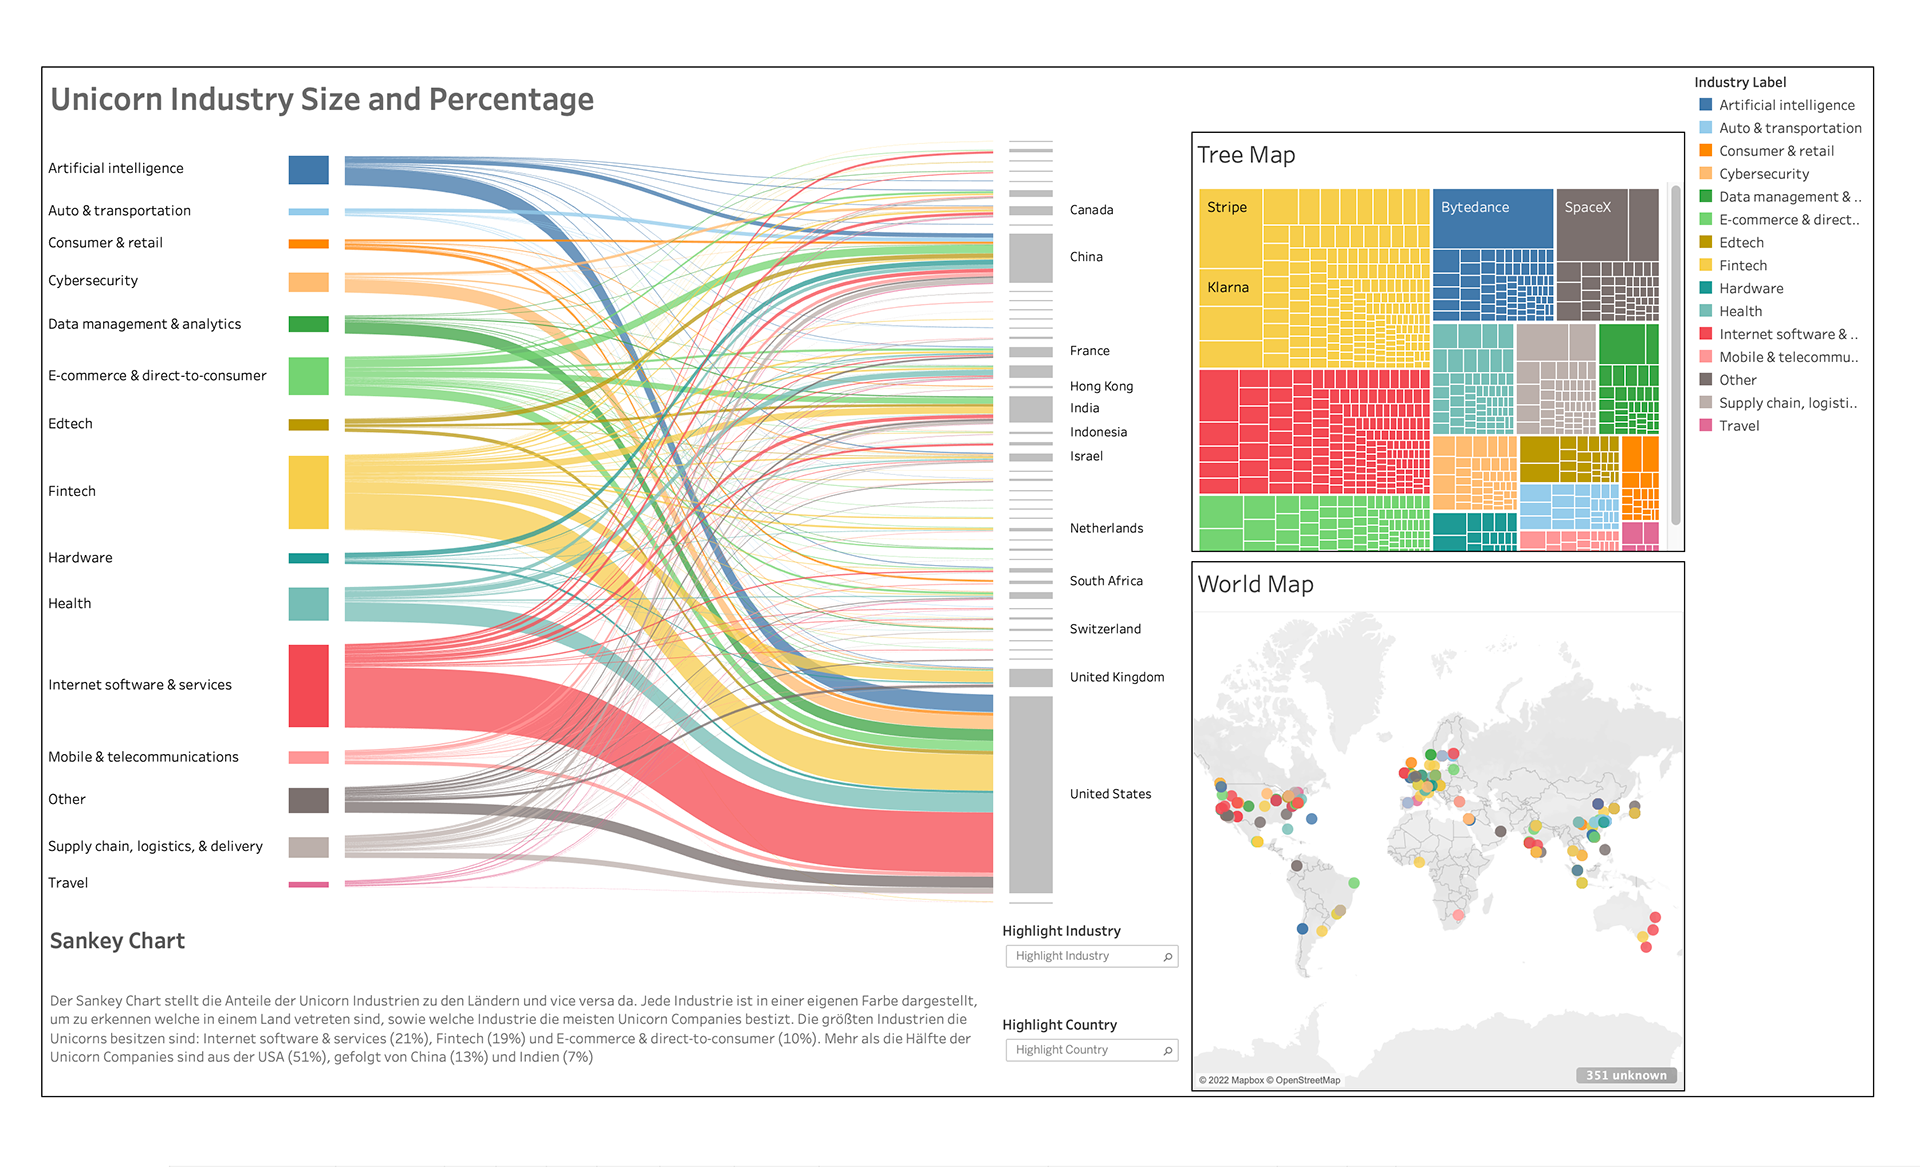 Unicorn Industry Size and Percentage
Artificial intelligence
Auto & transportation
Consumer & retail
Cybersecurity
Data management & analytics
E-commerce & direct-to-consumer
Edtech
Fintech
Hardware
Health
Internet software & services
Mobile & telecommunications
Other
Supply chain, logistics, & delivery
Travel
Canada
China
France
Hong Kong
India
Indonesia
Israel
Netherlands
South Africa
Switzerland
United Kingdom
United States
Sankey Chart
Der Sankey Chart stellt die Anteile der Unicorn Industrien zu den Ländern und vice versa da. Jede Industrie ist in einer eigenen Farbe dargestellt,
um zu erkennen welche in einem Land vetreten sind, sowie welche Industrie die meisten Unicorn Companies bestizt. Die größten Industrien die
Unicorns besitzen sind: Internet software & services (21%), Fintech (19%) und E-commerce & direct-to-consumer (10%). Mehr als die Hälfte der
Unicorn Companies sind aus der USA (51%), gefolgt von China (13%) und Indien (7%)
Highlight Industry
Highlight Industry
Highlight Country
Highlight Country
Tree Map
Stripe
Klarna
Bytedance
SpaceX
World Map
© 2022 Mapbox © OpenStreetMap
351 unknown
Industry Label
Artificial intelligence
Auto & transportation
Consumer & retail
Cybersecurity
Data management & ..
E-commerce & direct..
Edtech
Fintech
Hardware
Health
Internet software & ..
Mobile & telecommu..
Other
Supply chain, logisti..
Travel